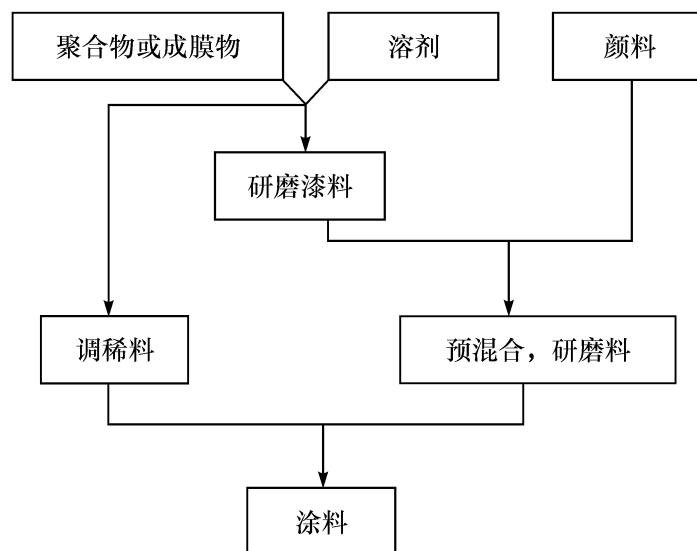 聚合物或成膜物
溶剂
颜料
研磨漆料
调稀料
预混合，研磨料
涂料